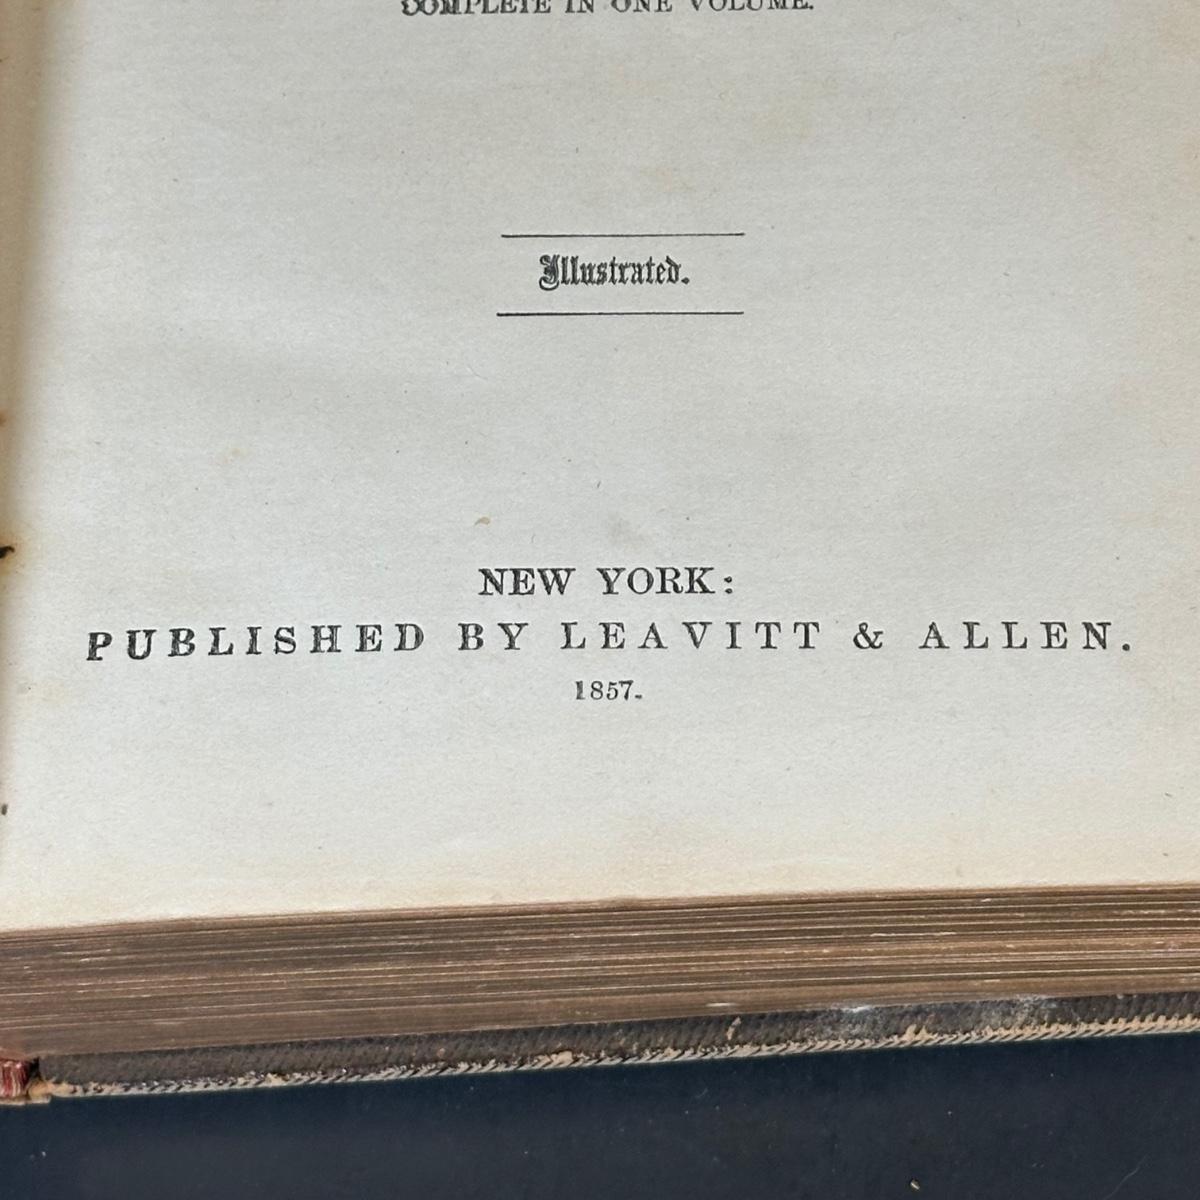 COMPLETE IN ONE VOLUME.
Illustrated.
NEW YORK:
PUBLISHED BY LEAVITT & ALLEN.
1857.